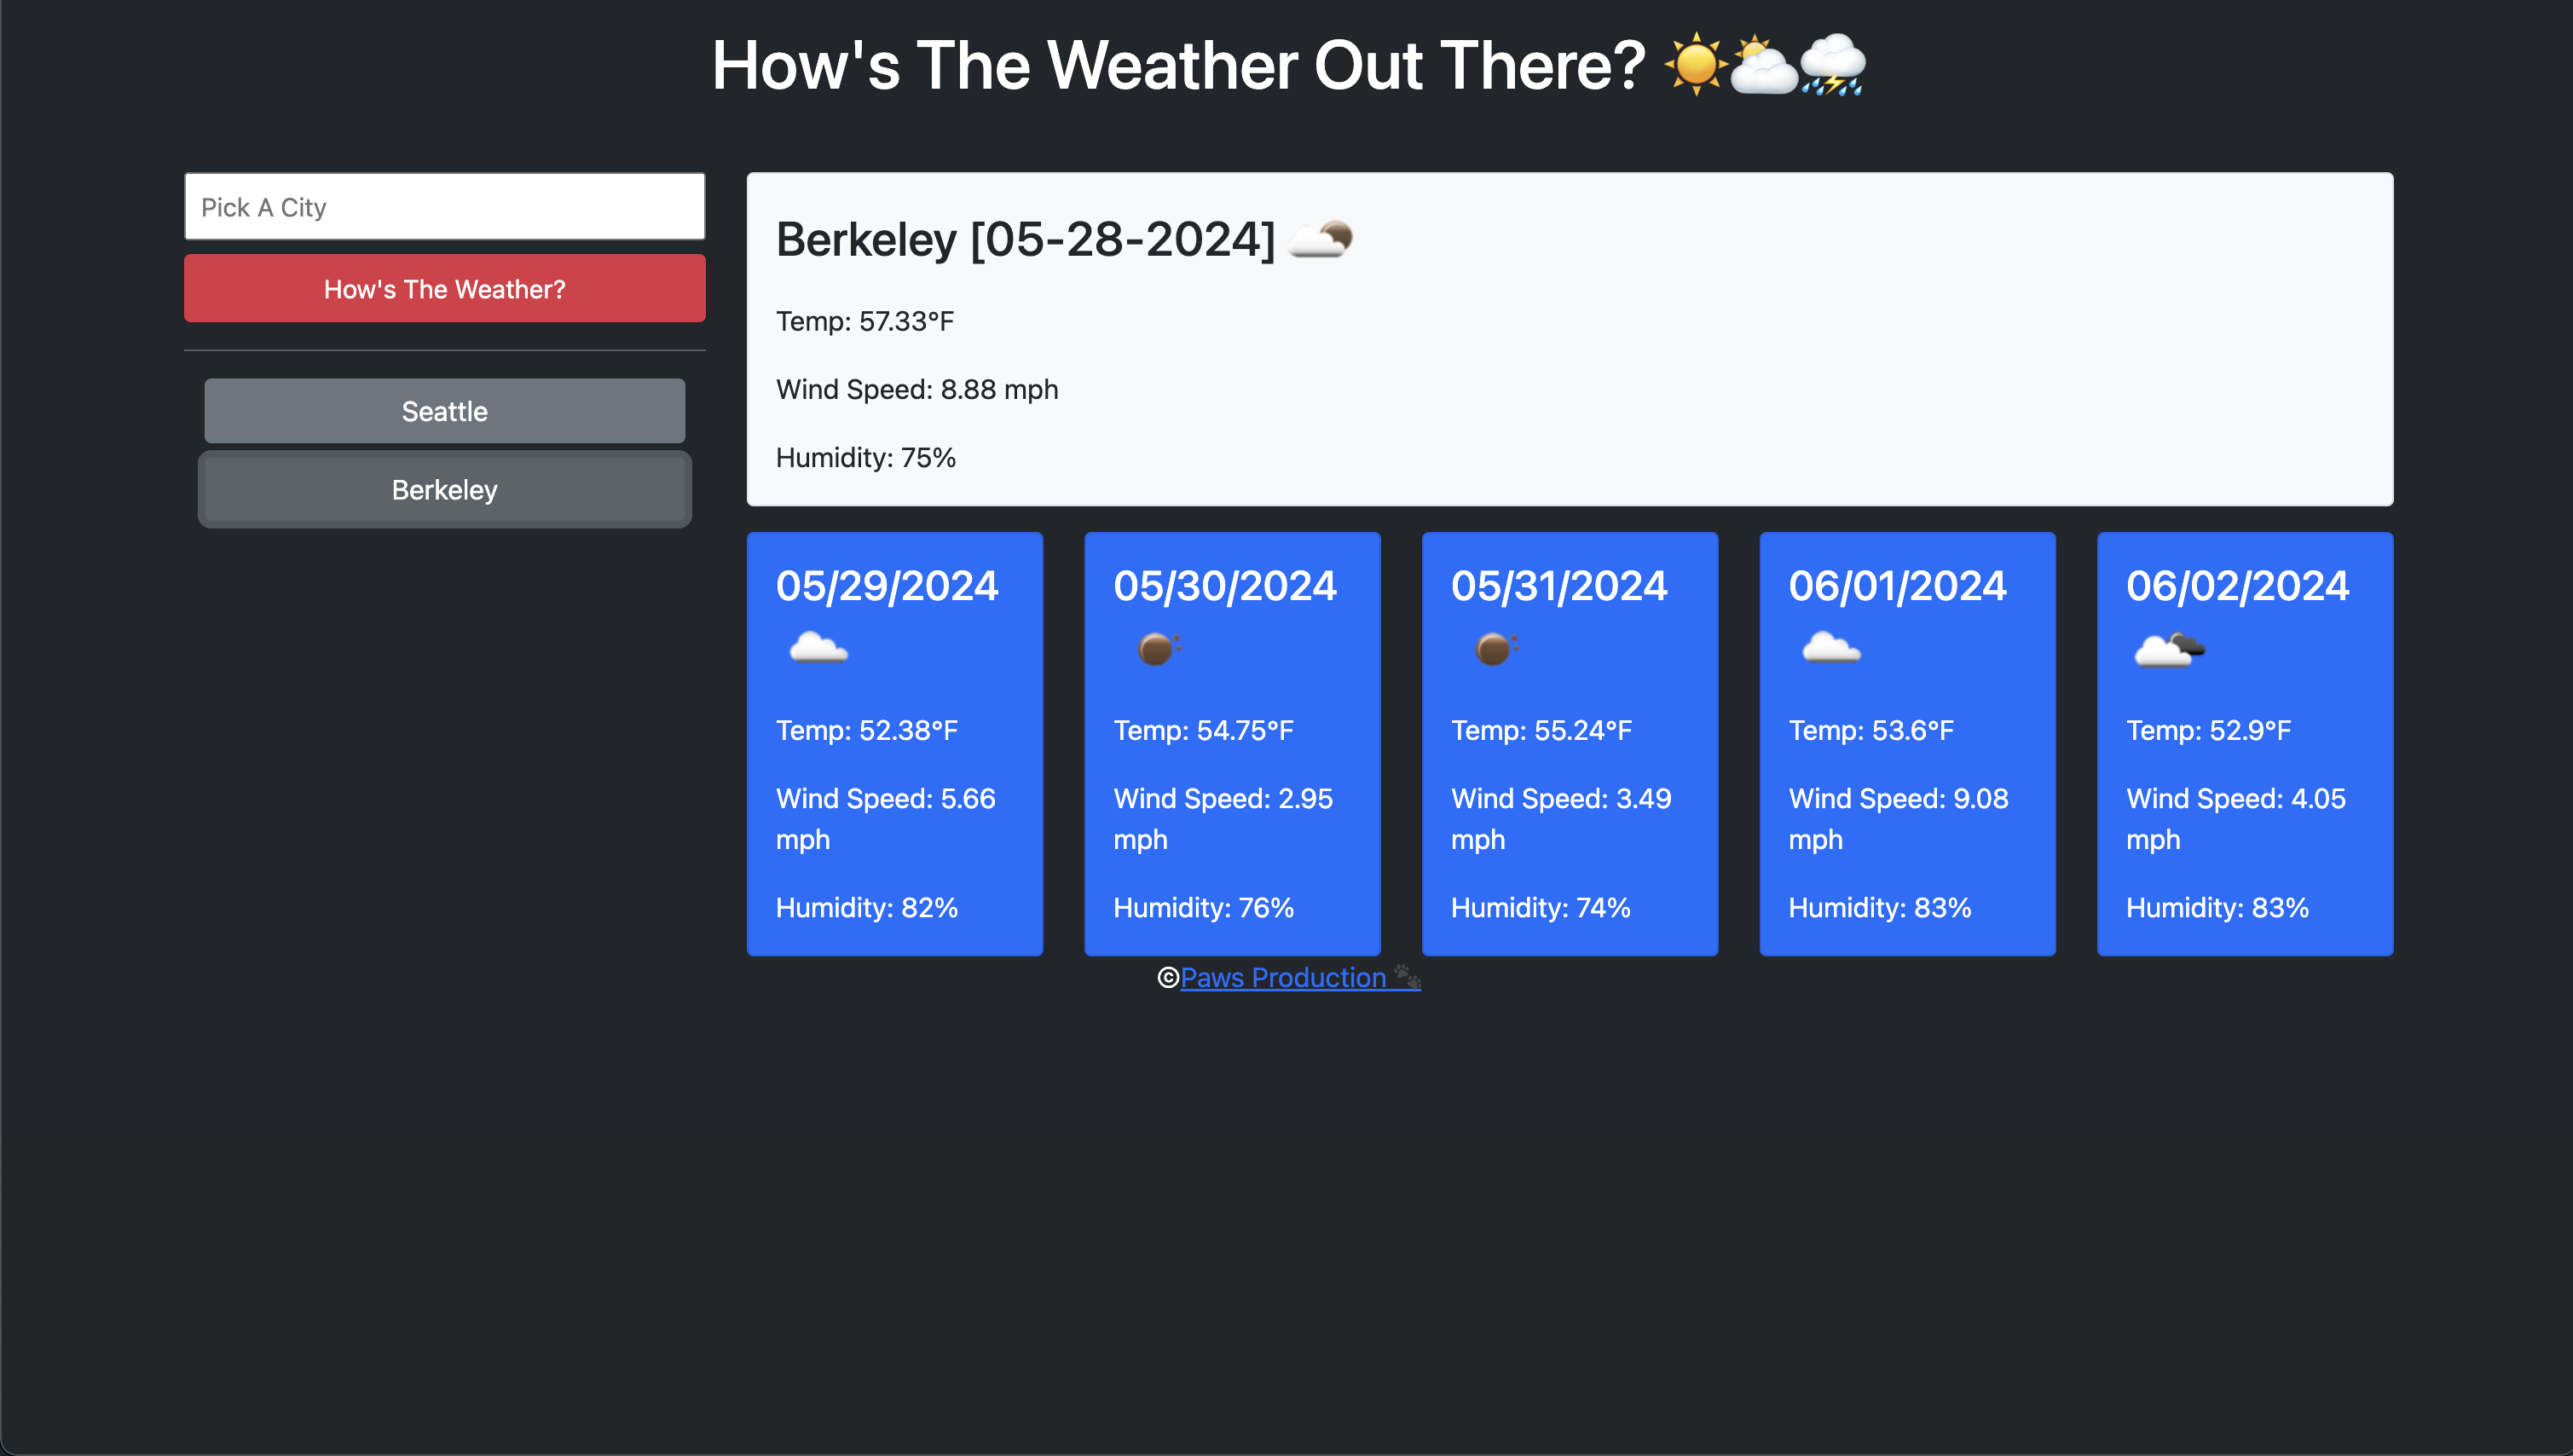 How's The Weather Out There? ☀️🌥️⛈️
Pick A City
How's The Weather?
Seattle
Berkeley
Berkeley [05-28-2024]
Temp: 57.33°F
Wind Speed: 8.88 mph
Humidity: 75%
05/29/2024
Temp: 52.38°F
Wind Speed: 5.66
mph
Humidity: 82%
05/30/2024
Temp: 54.75°F
Wind Speed: 2.95
mph
Humidity: 76%
05/31/2024
Temp: 55.24°F
Wind Speed: 3.49
mph
Humidity: 74%
06/01/2024
Temp: 53.6°F
Wind Speed: 9.08
mph
Humidity: 83%
06/02/2024
Temp: 52.9°F
Wind Speed: 4.05
mph
Humidity: 83%
©Paws Production 🐾